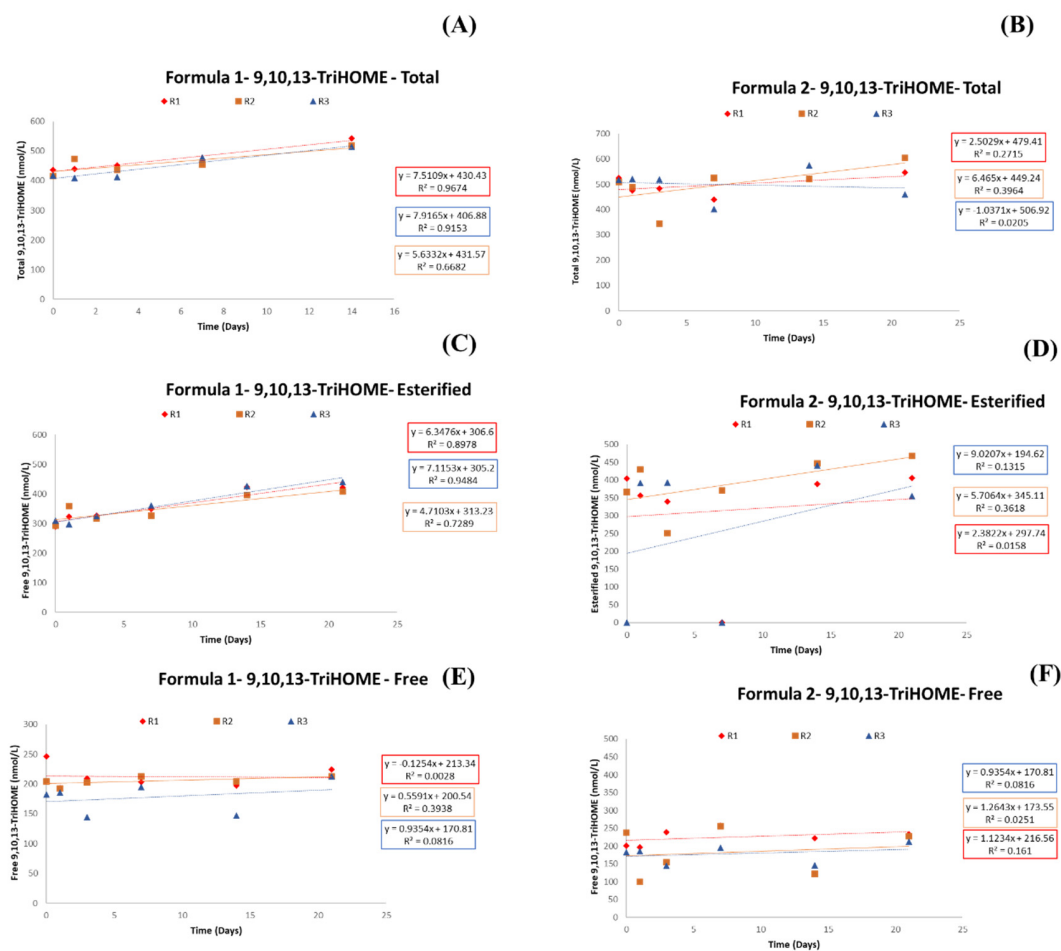 (A)
Formula 1- 9,10,13-TriHOME - Total
R1 R2 R3
600
500
400
300
200
100
0
Total 9,10,13-TriHOME (nmol/L)
0 2 4 6 8 10 12 14 16
Time (Days)
y = 7.5109x + 430.43
R² = 0.9674
y = 7.9165x + 406.88
R² = 0.9153
y = 5.6332x + 431.57
R² = 0.6682
(B)
Formula 2- 9,10,13-TriHOME- Total
R1 R2 R3
700
600
500
400
300
200
100
0
Total 9,10,13-TriHOME (nmol/L)
0 5 10 15 20 25
Time (Days)
y = 2.5029x + 479.41
R² = 0.2715
y = 6.465x + 449.24
R² = 0.3964
y = -1.0371x + 506.92
R² = 0.0205
(C)
Formula 1- 9,10,13-TriHOME- Esterified
R1 R2 R3
600
500
400
300
200
100
0
Free 9,10,13-TriHOME (nmol/L)
0 5 10 15 20 25
Time (Days)
y = 6.3476x + 306.6
R² = 0.8978
y = 7.1153x + 305.2
R² = 0.9484
y = 4.7103x + 313.23
R² = 0.7289
(D)
Formula 2- 9,10,13-TriHOME- Esterified
R1 R2 R3
500
450
400
350
300
250
200
150
100
50
0
Esterified 9,10,13-TriHOME (nmol/L)
0 5 10 15 20 25
Time (Days)
y = 9.0207x + 194.62
R² = 0.1315
y = 5.7064x + 345.11
R² = 0.3618
y = 2.3822x + 297.74
R² = 0.0158
(E)
Formula 1- 9,10,13-TriHOME - Free
R1 R2 R3
300
250
200
150
100
50
0
Free 9,10,13-TriHOME (nmol/L)
0 5 10 15 20 25
Time (Days)
y = -0.1254x + 213.34
R² = 0.0028
y = 0.5591x + 200.54
R² = 0.3938
y = 0.9354x + 170.81
R² = 0.0816
(F)
Formula 2- 9,10,13-TriHOME- Free
R1 R2 R3
500
450
400
350
300
250
200
150
100
50
0
Free 9,10,13-TriHOME (nmol/L)
0 5 10 15 20 25
Time (Days)
y = 0.9354x + 170.81
R² = 0.0816
y = 1.2643x + 173.55
R² = 0.0251
y = 1.1234x + 216.56
R² = 0.161